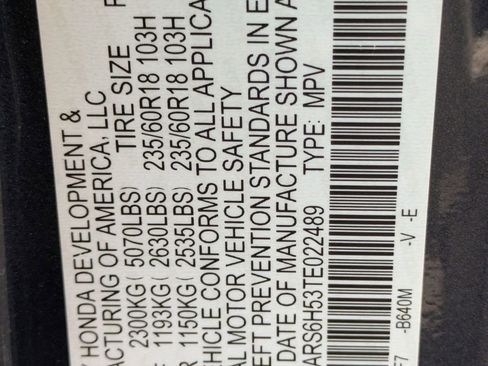 Y HONDA DEVELOPMENT &
ACTURING OF AMERICA, LLC
TIRE SIZE
2300KG( 5070LBS)
1193KG( 2630LBS) 235/60R18 103H
1150KG( 2535LBS) 235/60R18 103H
EHICLE CONFORMS TO ALL APPLICA
AL MOTOR VEHICLE SAFETY
EFT PREVENTION STANDARDS IN E
DATE OF MANUFACTURE SHOWN A
ARS6H53TE022489 TYPE: MPV
F7 -B640M -V -E